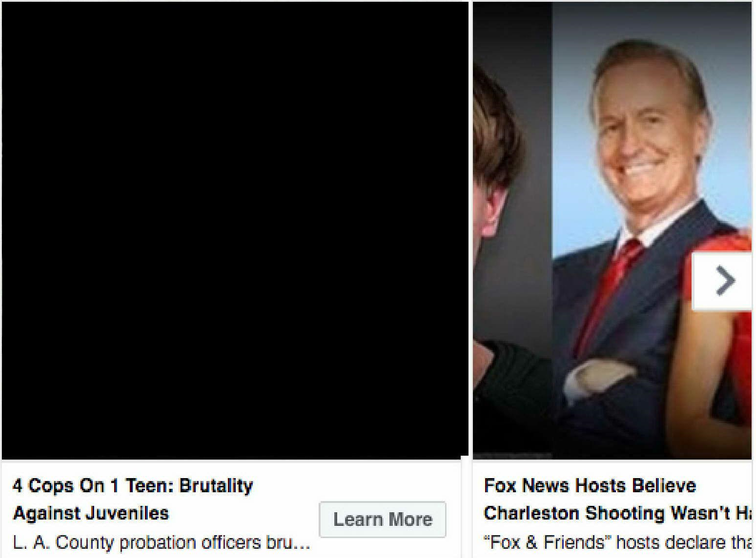 4 Cops On 1 Teen: Brutality
Against Juveniles
L. A. County probation officers bru...
Learn More
Fox News Hosts Believe
Charleston Shooting Wasn't
“Fox & Friends” hosts declare